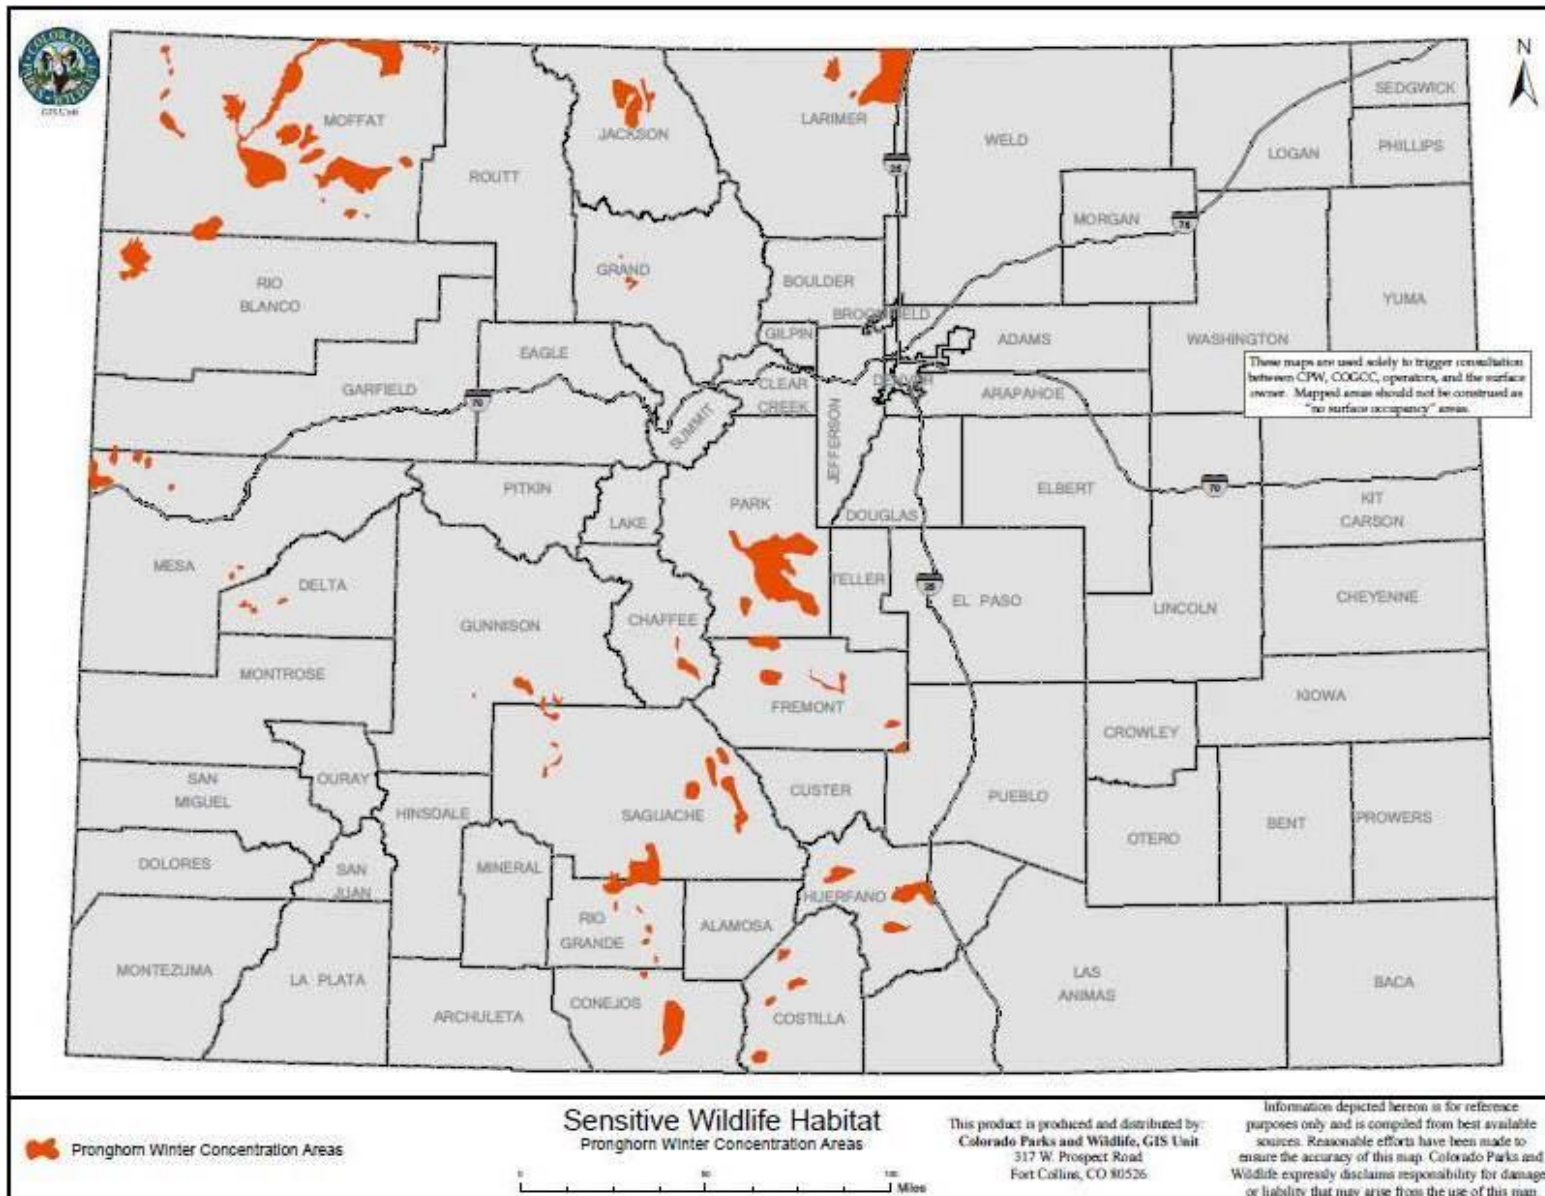 COLORADO
PARKS • WILDLIFE
GIS Unit
N
SEDGWICK
MOFFAT
LARIMER
JACKSON
WELD
LOGAN
PHILLIPS
ROUTT
25
MORGAN
76
GRAND
BOULDER
RIO
BLANCO
YUMA
BROOMFIELD
GILPIN
ADAMS
WASHINGTON
EAGLE
These maps are used solely to trigger consultation
between CPW, COGCC, operators, and the surface
owner. Mapped areas should not be construed as
"no surface occupancy" areas.
GARFIELD
CLEAR
CREEK
DENVER
ARAPAHOE
70
SUMMIT
JEFFERSON
PITKIN
PARK
ELBERT
70
KIT
CARSON
LAKE
DOUGLAS
MESA
DELTA
TELLER
25
EL PASO
LINCOLN
CHEYENNE
GUNNISON
CHAFFEE
MONTROSE
KIOWA
FREMONT
CROWLEY
SAN
MIGUEL
OURAY
CUSTER
PUEBLO
HINSDALE
SAGUACHE
OTERO
BENT
PROWERS
DOLORES
SAN
JUAN
MINERAL
HUERFANO
RIO
GRANDE
ALAMOSA
MONTEZUMA
LA PLATA
LAS
ANIMAS
BACA
ARCHULETA
CONEJOS
COSTILLA
Pronghorn Winter Concentration Areas
Sensitive Wildlife Habitat
Pronghorn Winter Concentration Areas
0 50 100
Miles
This product is produced and distributed by:
Colorado Parks and Wildlife, GIS Unit
317 W. Prospect Road
Fort Collins, CO 80526
Information depicted hereon is for reference
purposes only and is compiled from best available
sources. Reasonable efforts have been made to
ensure the accuracy of this map. Colorado Parks and
Wildlife expressly disclaims responsibility for damages
or liability that may arise from the use of this map